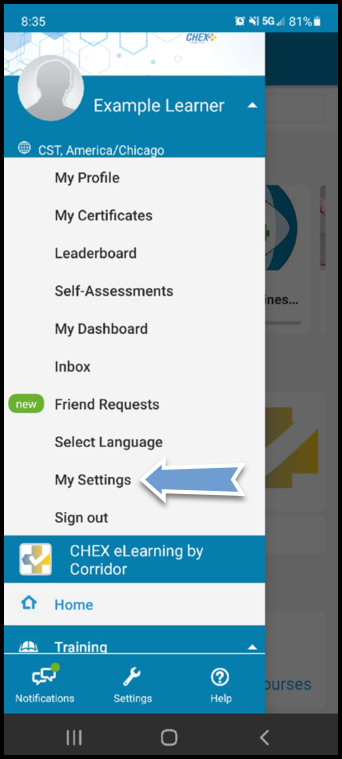 8:35
5G 81%
CHEX
Example Learner
CST, America/Chicago
My Profile
My Certificates
Leaderboard
Self-Assessments
My Dashboard
Inbox
new Friend Requests
Select Language
My Settings
Sign out
CHEX eLearning by
Corridor
Home
Training
Notifications Settings Help
ines...
ourses